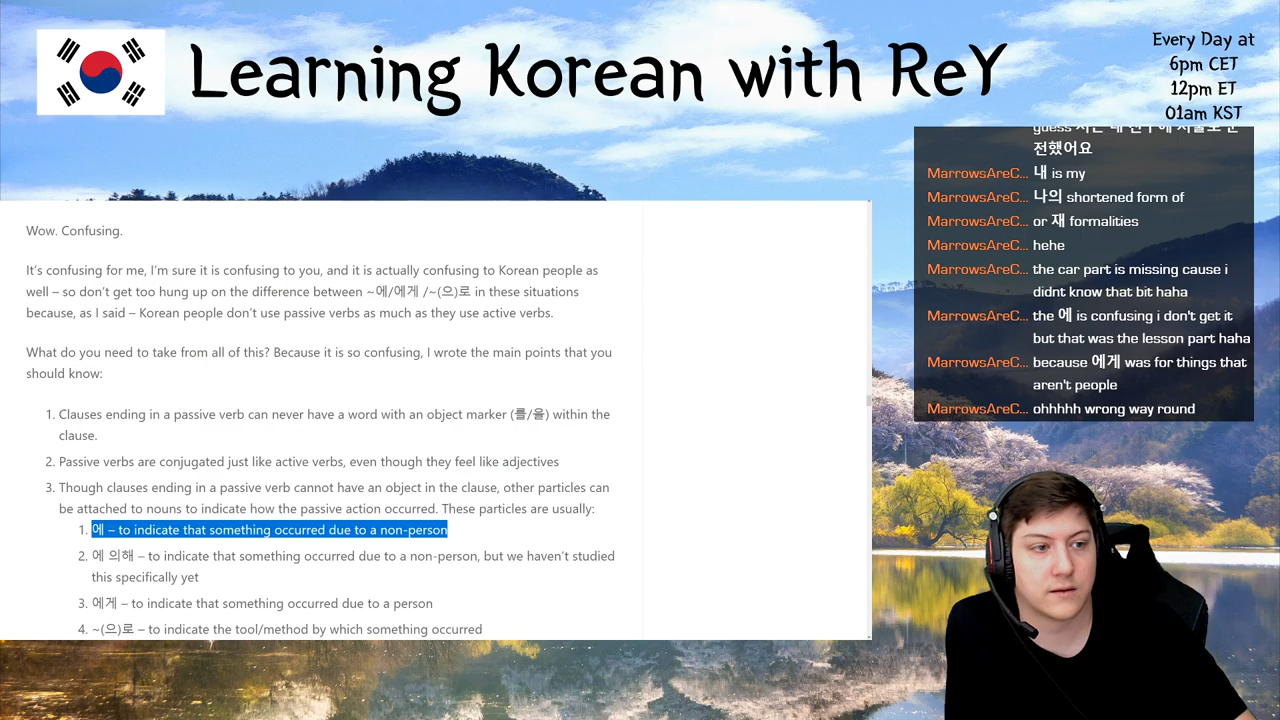 Learning Korean with ReY
Every Day at
6pm CET
12pm ET
01am KST
전했어요
MarrowsAreC... 내 is my
MarrowsAreC... 나의 shortened form of
MarrowsAreC... or 재 formalities
MarrowsAreC... hehe
MarrowsAreC... the car part is missing cause i
didnt know that bit haha
MarrowsAreC... the 에 is confusing i don't get it
but that was the lesson part haha
MarrowsAreC... because 에게 was for things that
aren't people
MarrowsAreC... ohhhhh wrong way round
Wow. Confusing.
It's confusing for me, I'm sure it is confusing to you, and it is actually confusing to Korean people as
well – so don't get too hung up on the difference between ~에/에게 /~(으)로 in these situations
because, as I said – Korean people don't use passive verbs as much as they use active verbs.
What do you need to take from all of this? Because it is so confusing, I wrote the main points that you
should know:
1. Clauses ending in a passive verb can never have a word with an object marker (를/을) within the
clause.
2. Passive verbs are conjugated just like active verbs, even though they feel like adjectives
3. Though clauses ending in a passive verb cannot have an object in the clause, other particles can
be attached to nouns to indicate how the passive action occurred. These particles are usually:
1. 에 – to indicate that something occurred due to a non-person
2. 에 의해 – to indicate that something occurred due to a non-person, but we haven't studied
this specifically yet
3. 에게 – to indicate that something occurred due to a person
4. ~(으)로 – to indicate the tool/method by which something occurred